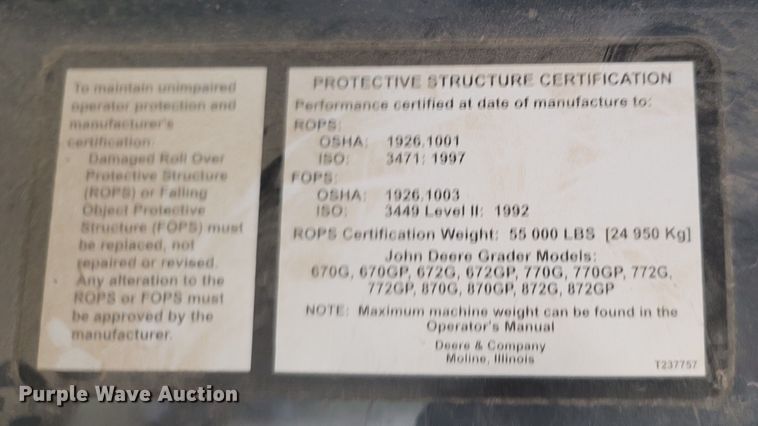 To maintain unimpaired
operator protection and
manufacturer's
certification:
- Damaged Roll Over
Protective Structure
(ROPS) or Falling
Object Protective
Structure (FOPS) must
be replaced, not
repaired or revised.
- Any alteration to the
ROPS or FOPS must
be approved by the
manufacturer.
PROTECTIVE STRUCTURE CERTIFICATION
Performance certified at date of manufacture to:
ROPS:
OSHA: 1926.1001
ISO: 3471: 1997
FOPS:
OSHA: 1926.1003
ISO: 3449 Level II: 1992
ROPS Certification Weight: 55 000 LBS [24 950 Kg]
John Deere Grader Models:
670G, 670GP, 672G, 672GP, 770G, 770GP, 772G,
772GP, 870G, 870GP, 872G, 872GP
NOTE: Maximum machine weight can be found in the
Operator's Manual
Deere & Company
Moline, Illinois
T237757
Purple Wave Auction